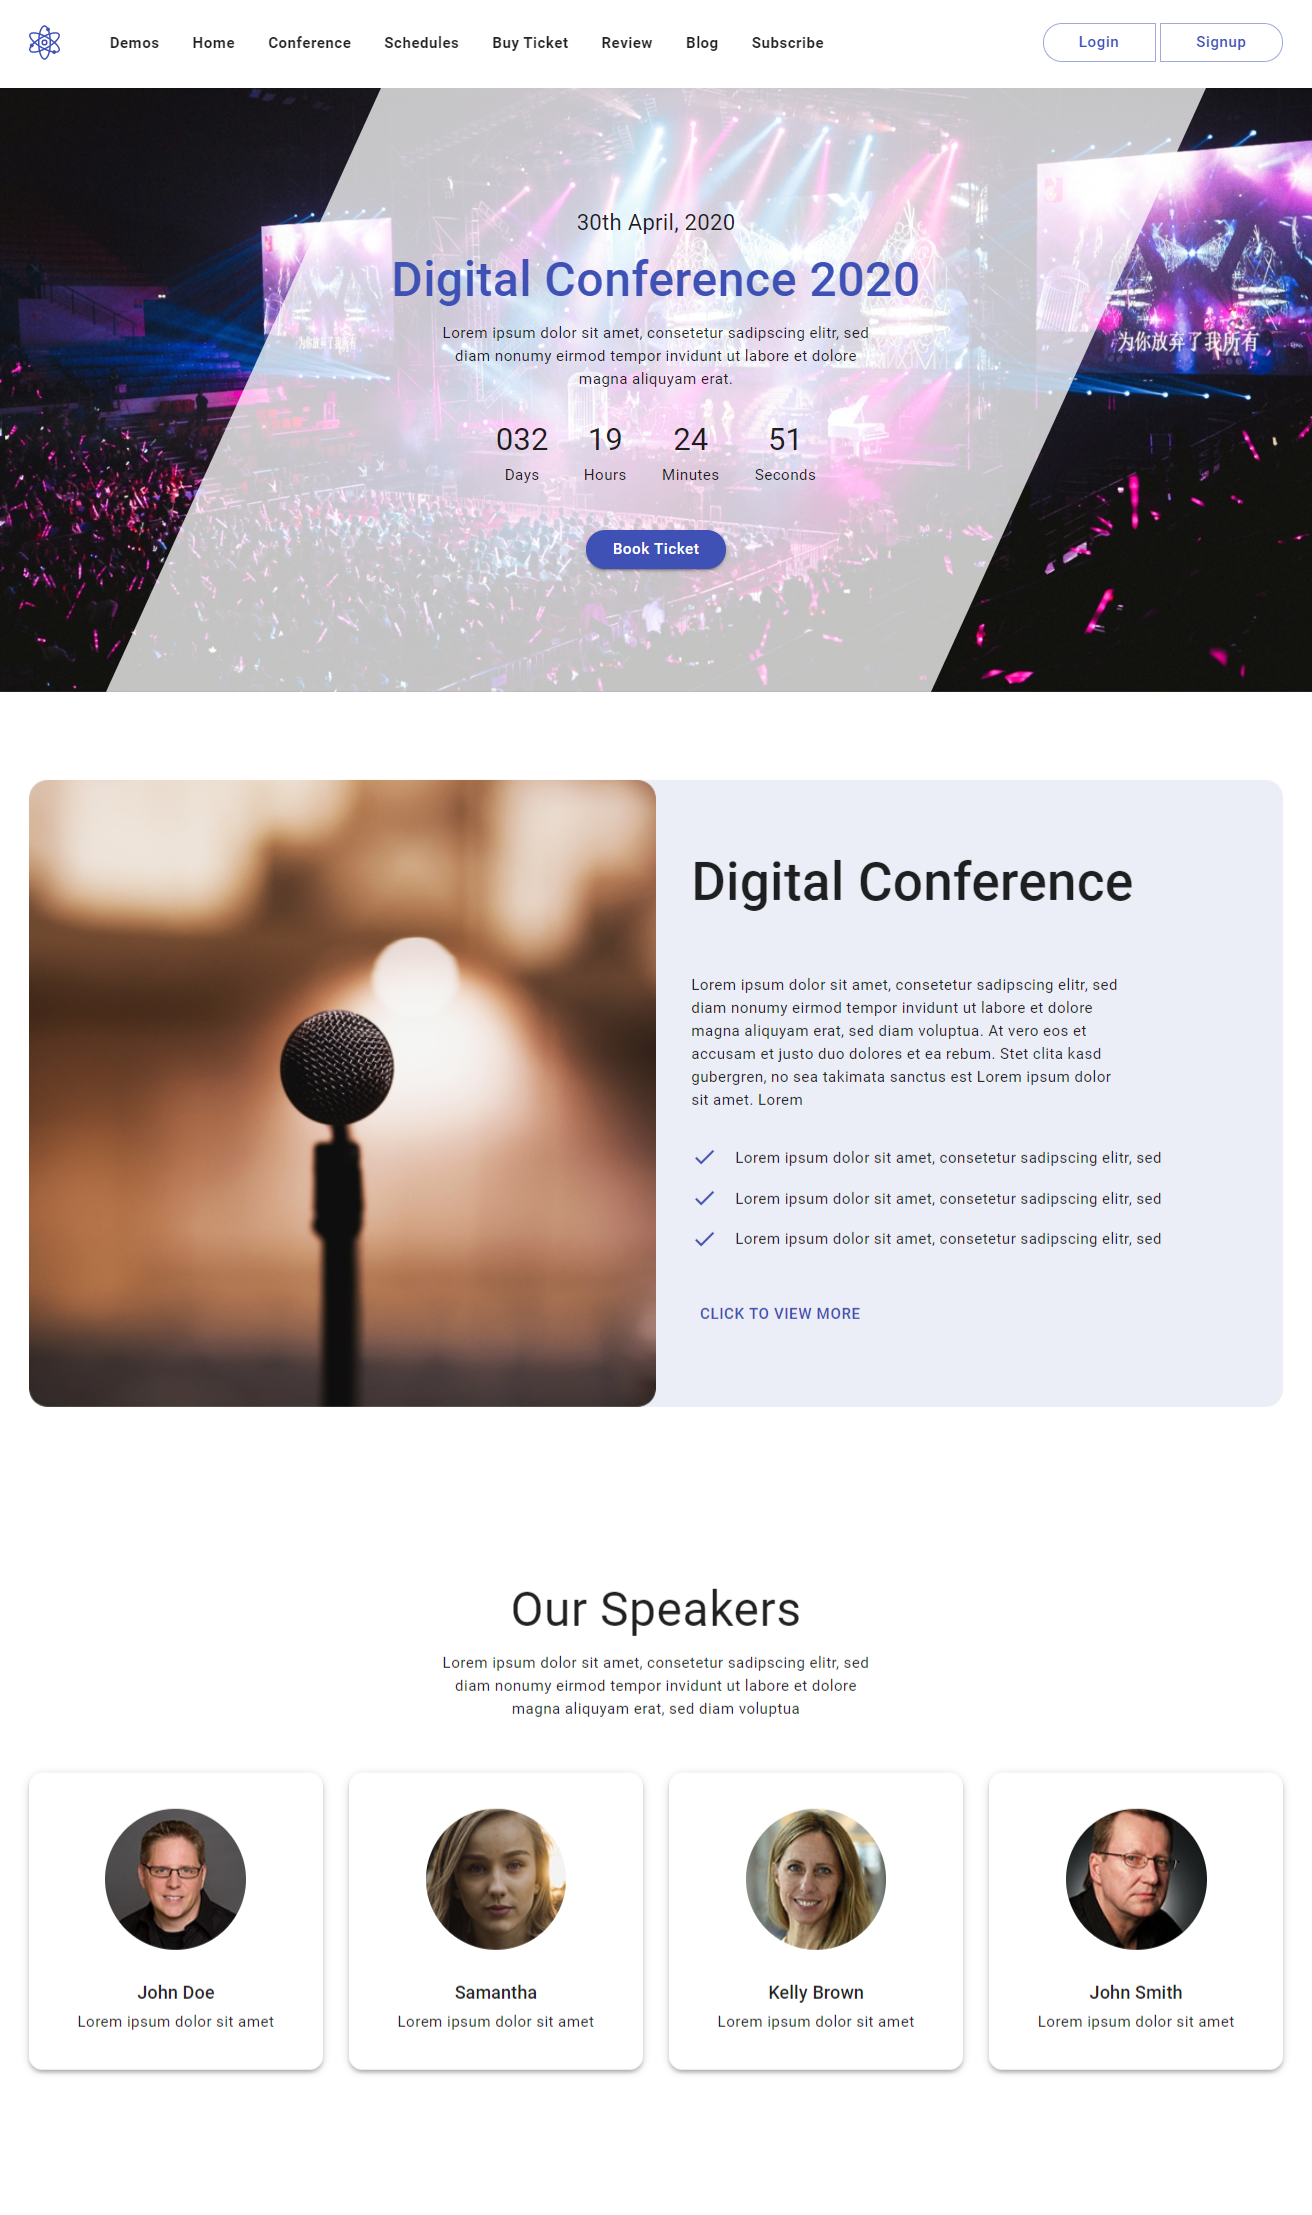 Demos Home Conference Schedules Buy Ticket Review Blog Subscribe Login Signup
30th April, 2020
Digital Conference 2020
Lorem ipsum dolor sit amet, consetetur sadipscing elitr, sed
diam nonumy eirmod tempor invidunt ut labore et dolore
magna aliquyam erat.
为你放弃了我所有
为你放弃了我所有
032 19 24 51
Days Hours Minutes Seconds
Book Ticket
Digital Conference
Lorem ipsum dolor sit amet, consetetur sadipscing elitr, sed
diam nonumy eirmod tempor invidunt ut labore et dolore
magna aliquyam erat, sed diam voluptua. At vero eos et
accusam et justo duo dolores et ea rebum. Stet clita kasd
gubergren, no sea takimata sanctus est Lorem ipsum dolor
sit amet. Lorem
Lorem ipsum dolor sit amet, consetetur sadipscing elitr, sed
Lorem ipsum dolor sit amet, consetetur sadipscing elitr, sed
Lorem ipsum dolor sit amet, consetetur sadipscing elitr, sed
CLICK TO VIEW MORE
Our Speakers
Lorem ipsum dolor sit amet, consetetur sadipscing elitr, sed
diam nonumy eirmod tempor invidunt ut labore et dolore
magna aliquyam erat, sed diam voluptua
John Doe
Lorem ipsum dolor sit amet
Samantha
Lorem ipsum dolor sit amet
Kelly Brown
Lorem ipsum dolor sit amet
John Smith
Lorem ipsum dolor sit amet